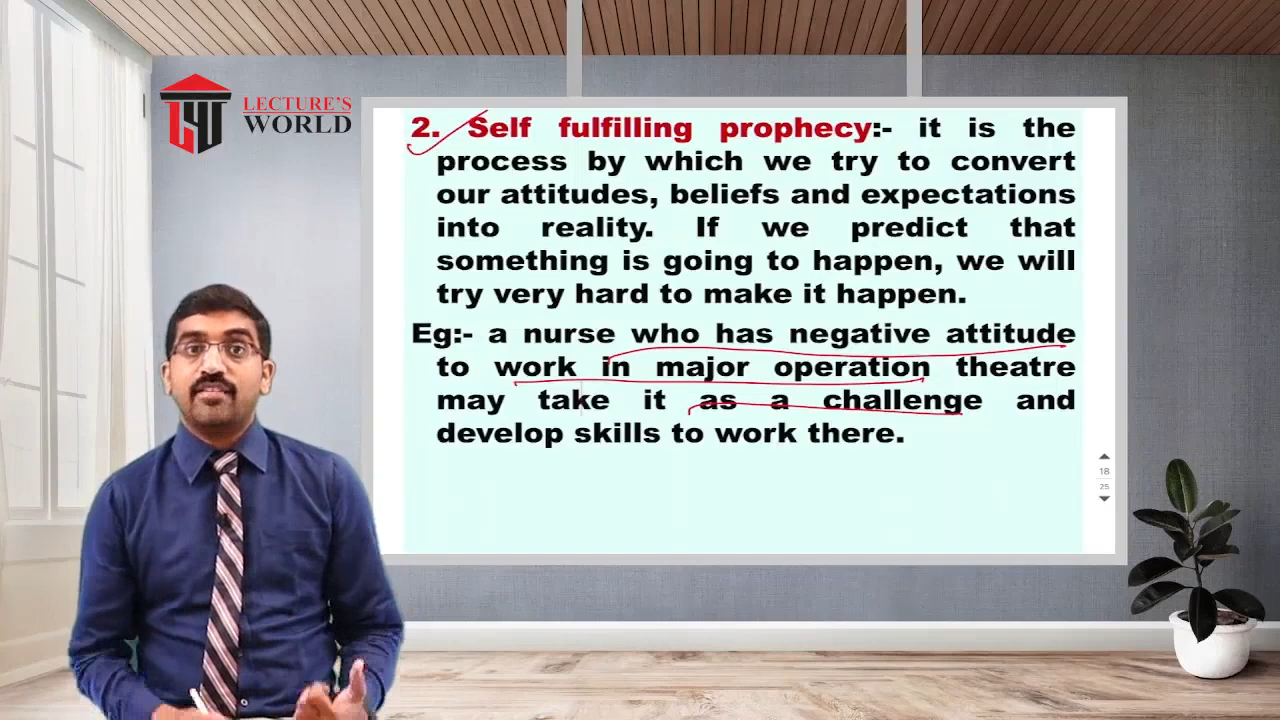 LECTURE'S
WORLD
2. Self fulfilling prophecy:- it is the
process by which we try to convert
our attitudes, beliefs and expectations
into reality. If we predict that
something is going to happen, we will
try very hard to make it happen.
Eg:- a nurse who has negative attitude
to work in major operation theatre
may take it as a challenge and
develop skills to work there.
18
25